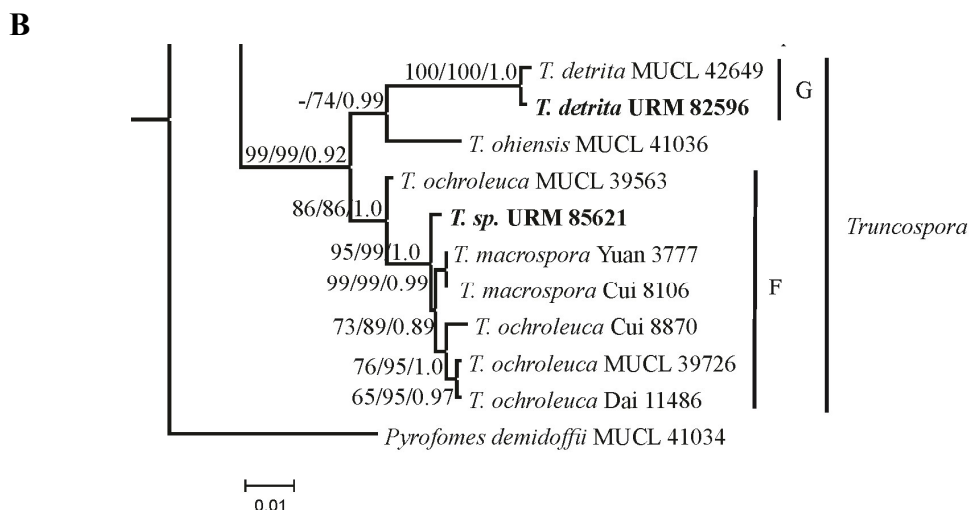 B
100/100/1.0
T. detrita MUCL 42649
G
-/74/0.99
T. detrita URM 82596
T. ohiensis MUCL 41036
99/99/0.92
T. ochroleuca MUCL 39563
86/86/1.0
T. sp. URM 85621
Truncospora
95/99/1.0
T. macrospora Yuan 3777
99/99/0.99
T. macrospora Cui 8106
F
73/89/0.89
T. ochroleuca Cui 8870
76/95/1.0
T. ochroleuca MUCL 39726
65/95/0.97
T. ochroleuca Dai 11486
Pyrofomes demidoffii MUCL 41034
0.01